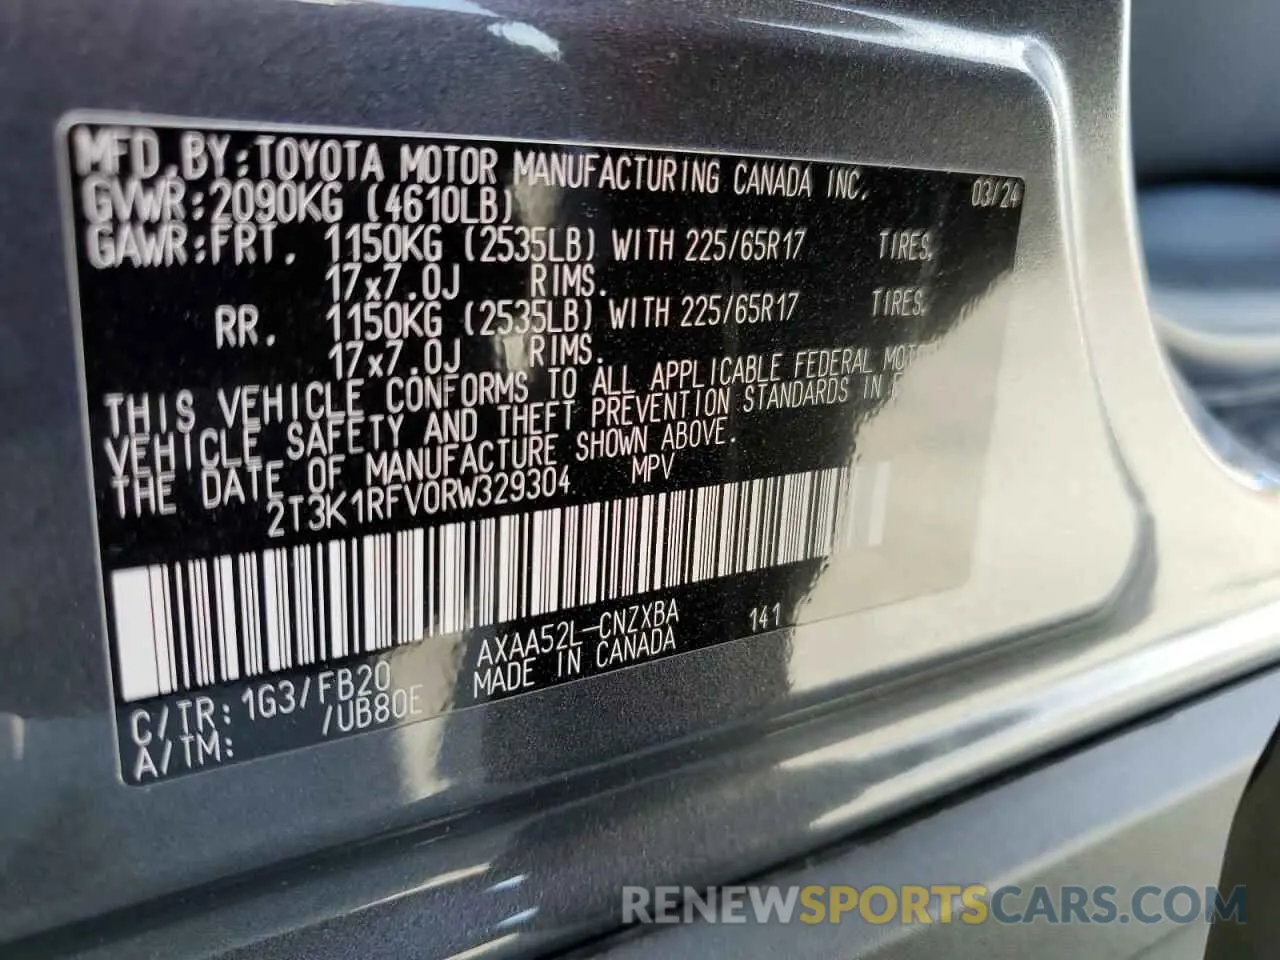 MFD.BY:TOYOTA MOTOR MANUFACTURING CANADA INC. 03/24
GVWR:2090KG (4610LB)
GAWR:FRT. 1150KG (2535LB) WITH 225/65R17 TIRES,
17x7.0J RIMS.
RR. 1150KG (2535LB) WITH 225/65R17 TIRES,
17x7.0J RIMS.
THIS VEHICLE CONFORMS TO ALL APPLICABLE FEDERAL
VEHICLE SAFETY AND THEFT PREVENTION STANDARDS IN
THE DATE OF MANUFACTURE SHOWN ABOVE.
2T3K1RFV0RW329304 MPV
C/TR: 1G3/FB20 AXAA52L-CNZXBA 141
A/TM: /UB80E MADE IN CANADA
RENEWSPORTSCARS.COM